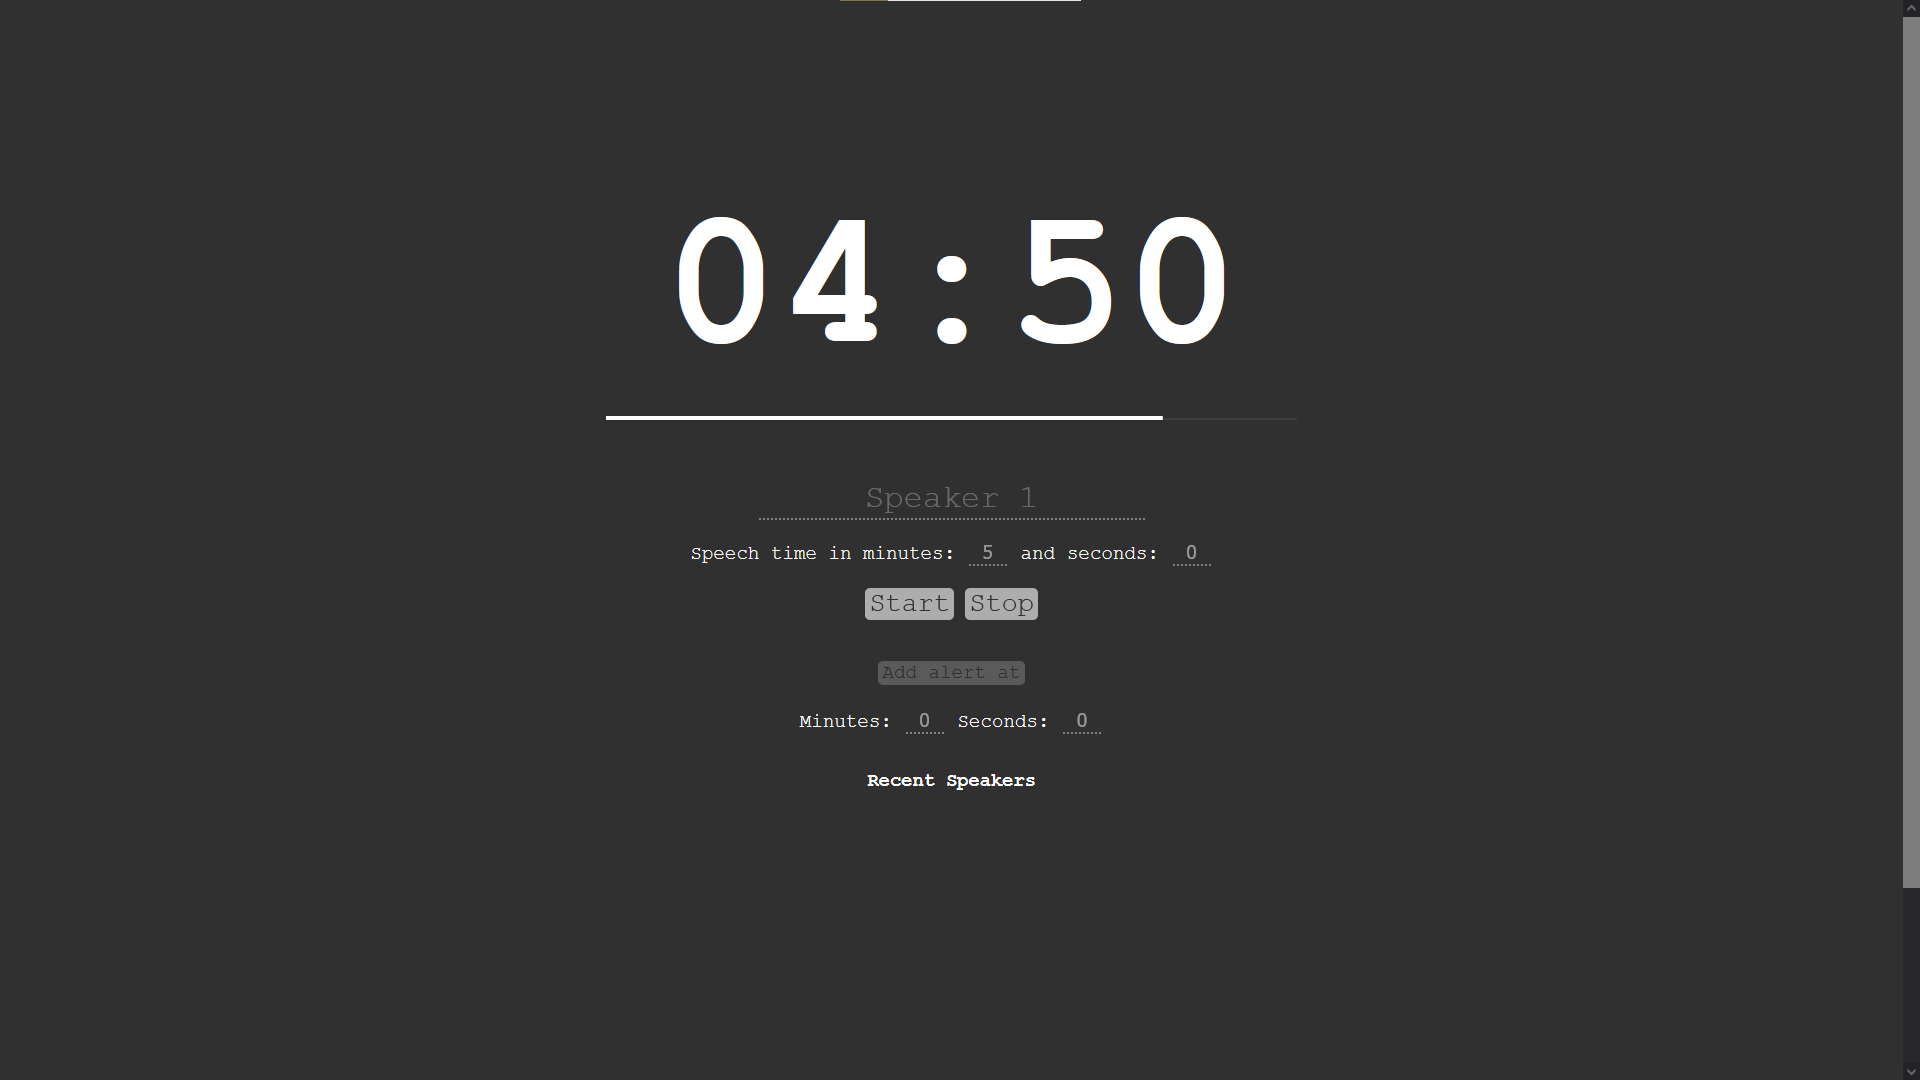 04:50
Speaker 1
Speech time in minutes: 5 and seconds: 0
Start Stop
Add alert at
Minutes: 0 Seconds: 0
Recent Speakers